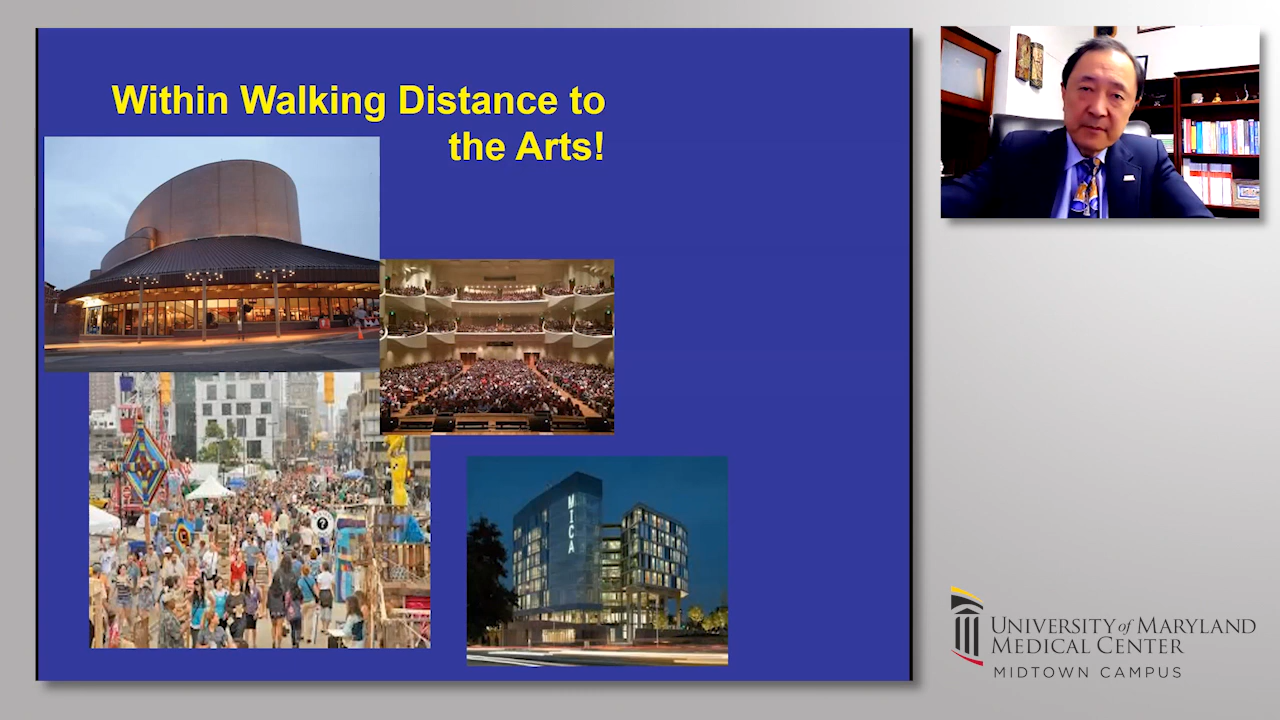 Within Walking Distance to
the Arts!
MICA
?
UNIVERSITY of MARYLAND
MEDICAL CENTER
MIDTOWN CAMPUS